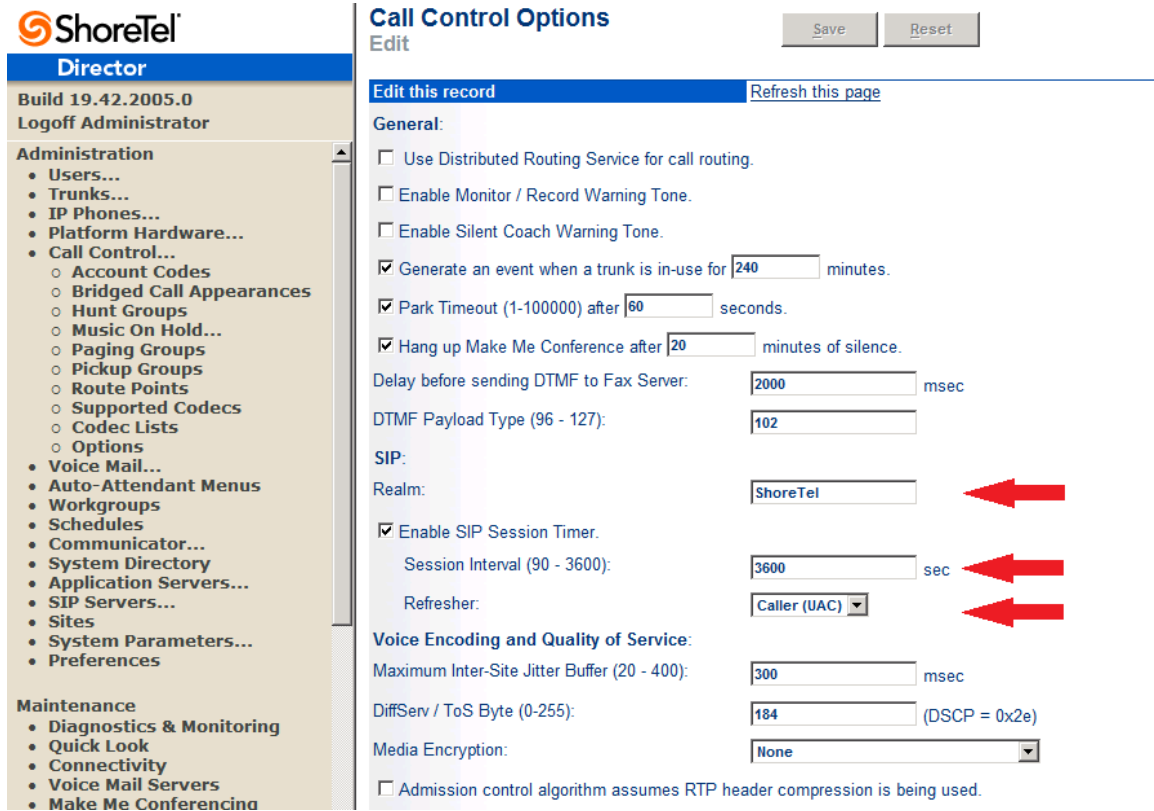 ShoreTel
Director
Build 19.42.2005.0
Logoff Administrator
Administration
Users...
Trunks...
IP Phones...
Platform Hardware...
Call Control...
Account Codes
Bridged Call Appearances
Hunt Groups
Music On Hold...
Paging Groups
Pickup Groups
Route Points
Supported Codecs
Codec Lists
Options
Voice Mail...
Auto-Attendant Menus
Workgroups
Schedules
Communicator...
System Directory
Application Servers...
SIP Servers...
Sites
System Parameters...
Preferences
Maintenance
Diagnostics & Monitoring
Quick Look
Connectivity
Voice Mail Servers
Make Me Conferencing
Call Control Options
Edit
Save Reset
Edit this record Refresh this page
General:
Use Distributed Routing Service for call routing.
Enable Monitor / Record Warning Tone.
Enable Silent Coach Warning Tone.
Generate an event when a trunk is in-use for 240 minutes.
Park Timeout (1-100000) after 60 seconds.
Hang up Make Me Conference after 20 minutes of silence.
Delay before sending DTMF to Fax Server: 2000 msec
DTMF Payload Type (96 - 127): 102
SIP:
Realm: ShoreTel
Enable SIP Session Timer.
Session Interval (90 - 3600): 3600 sec
Refresher: Caller (UAC)
Voice Encoding and Quality of Service:
Maximum Inter-Site Jitter Buffer (20 - 400): 300 msec
DiffServ / ToS Byte (0-255): 184 (DSCP = 0x2e)
Media Encryption: None
Admission control algorithm assumes RTP header compression is being used.